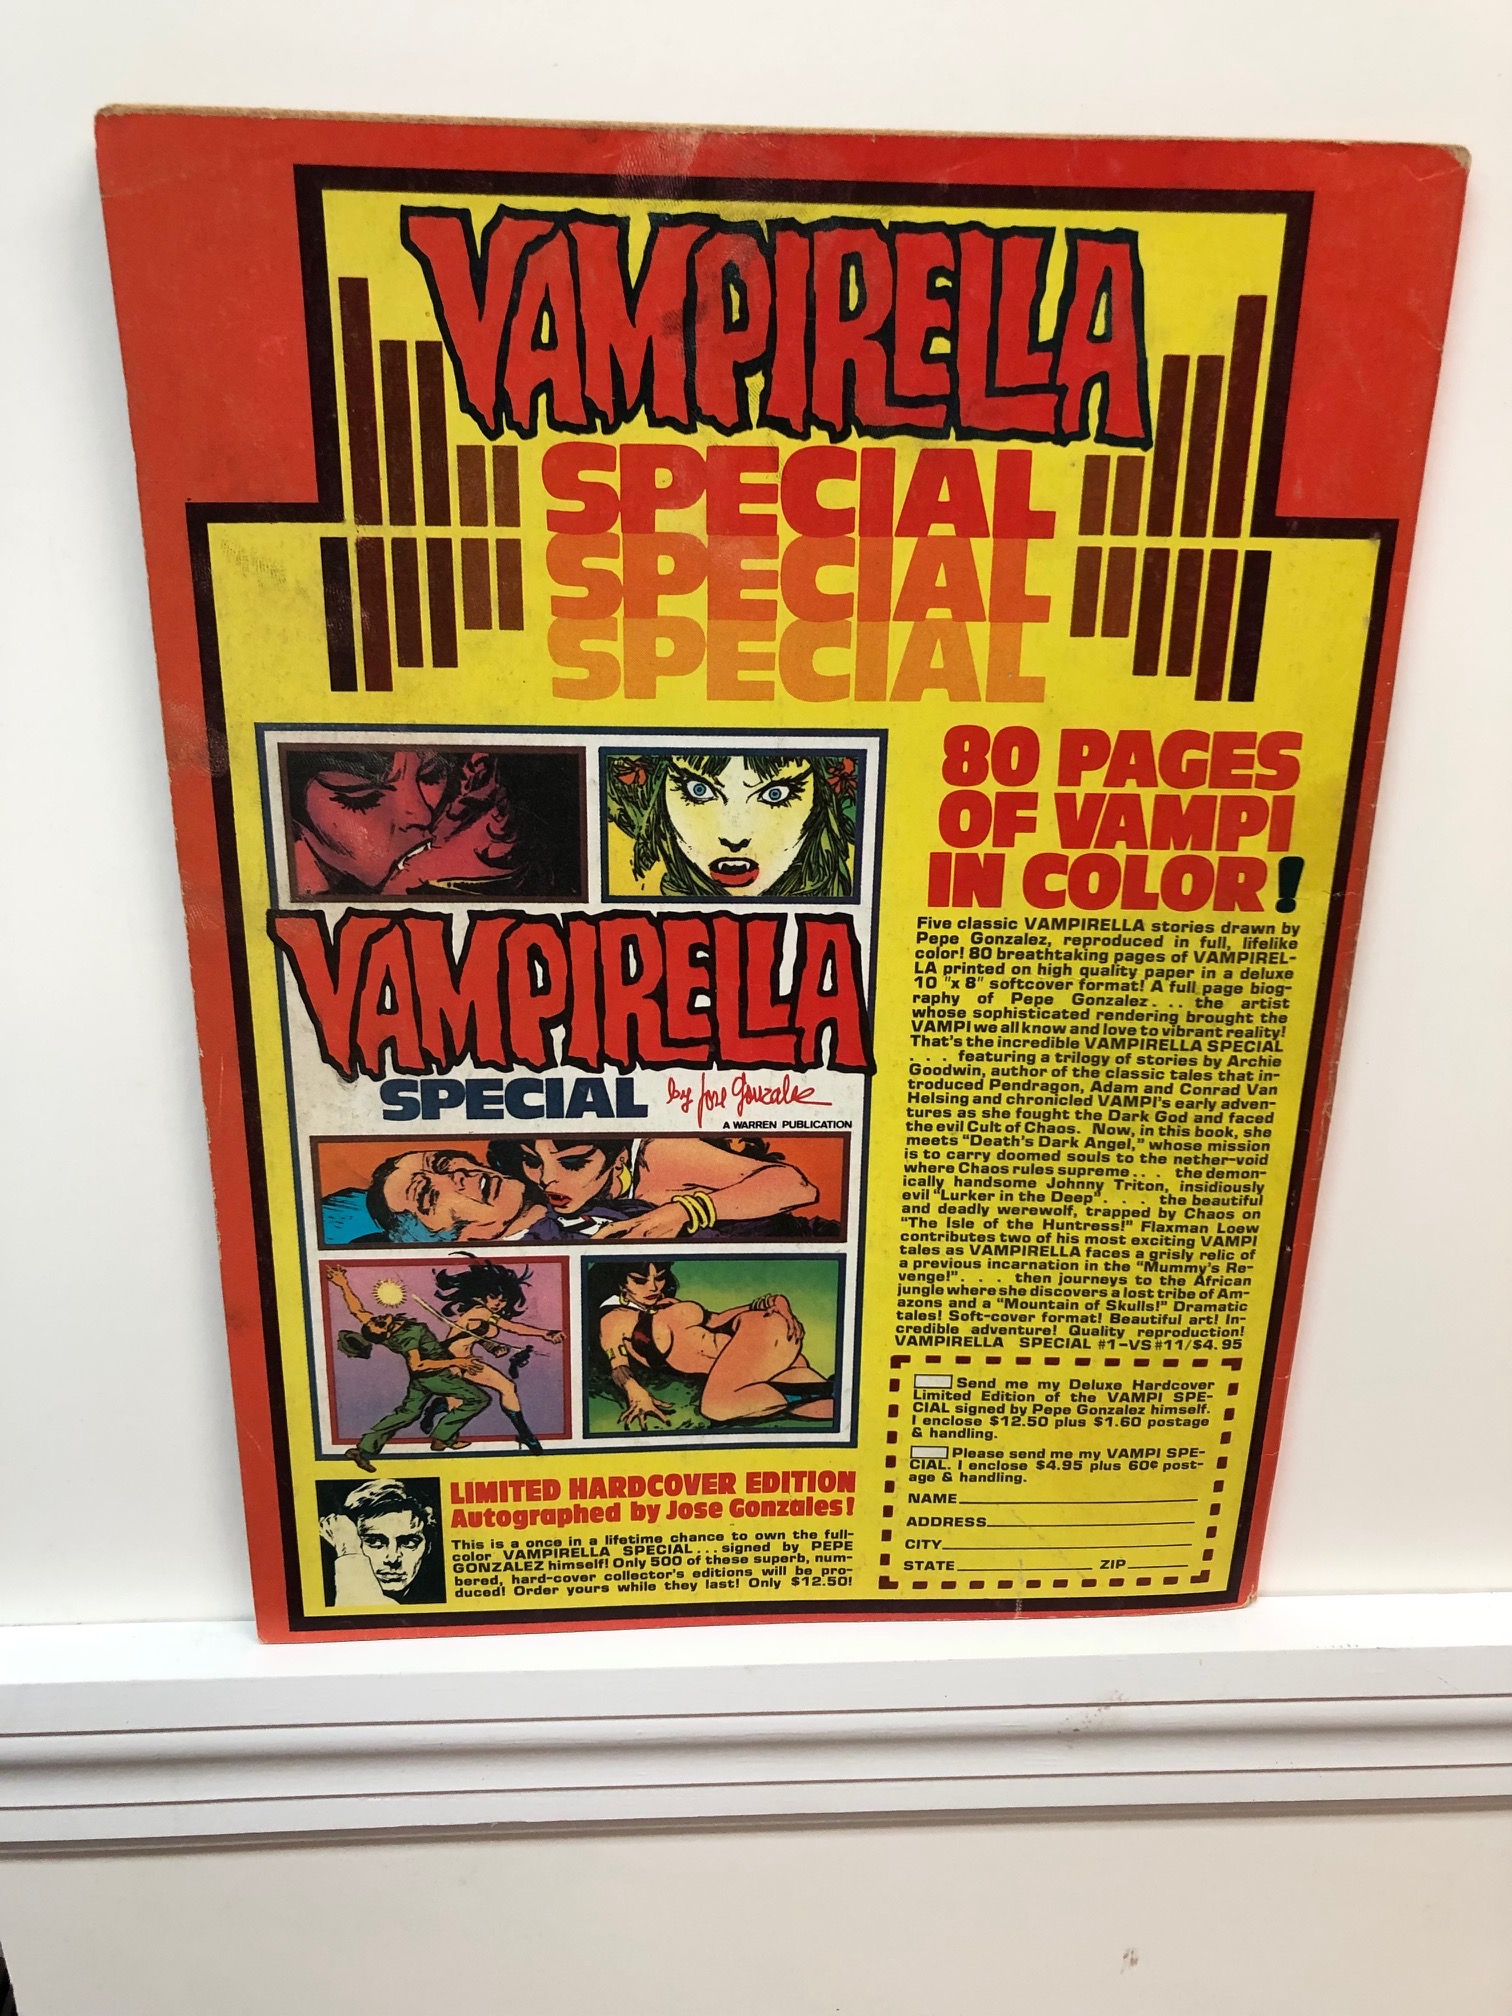 VAMPIRELLA
SPECIAL
SPECIAL
SPECIAL
VAMPIRELLA
SPECIAL by Jose Gonzalez
A WARREN PUBLICATION
80 PAGES
OF VAMPI
IN COLOR!
Five classic VAMPIRELLA stories drawn by
Pepe Gonzalez, reproduced in full, lifelike
color! 80 breathtaking pages of VAMPIREL-
LA printed on high quality paper in a deluxe
10 "x 8" softcover format! A full page biog-
raphy of Pepe Gonzalez. . . the artist
whose sophisticated rendering brought the
VAMPI we all know and love to vibrant reality!
That's the incredible VAMPIRELLA SPECIAL
. . . featuring a trilogy of stories by Archie
Goodwin, author of the classic tales that in-
troduced Pendragon, Adam and Conrad Van
Helsing and chronicled VAMPI's early adven-
tures as she fought the Dark God and faced
the evil Cult of Chaos. Now, in this book, she
meets "Death's Dark Angel," whose mission
is to carry doomed souls to the nether-void
where Chaos rules supreme. . . the demon-
ically handsome Johnny Triton, insidiously
evil "Lurker in the Deep". . . the beautiful
and deadly werewolf, trapped by Chaos on
"The Isle of the Huntress!" Flaxman Loew
contributes two of his most exciting VAMPI
tales as VAMPIRELLA faces a grisly relic of
a previous incarnation in the "Mummy's Re-
venge!". . . then journeys to the African
jungle where she discovers a lost tribe of Am-
azons and a "Mountain of Skulls!" Dramatic
tales! Soft-cover format! Beautiful art! In-
credible adventure! Quality reproduction!
VAMPIRELLA SPECIAL #1-VS #11/$4.95
Send me my Deluxe Hardcover
Limited Edition of the VAMPI SPE-
CIAL signed by Pepe Gonzalez himself.
I enclose $12.50 plus $1.60 postage
& handling.
Please send me my VAMPI SPE-
CIAL. I enclose $4.95 plus 60¢ post-
age & handling.
NAME
ADDRESS
CITY
STATE ZIP
LIMITED HARDCOVER EDITION
Autographed by Jose Gonzales!
This is a once in a lifetime chance to own the full-
color VAMPIRELLA SPECIAL... signed by PEPE
GONZALEZ himself! Only 500 of these superb, num-
bered, hard-cover collector's editions will be pro-
duced! Order yours while they last! Only $12.50!